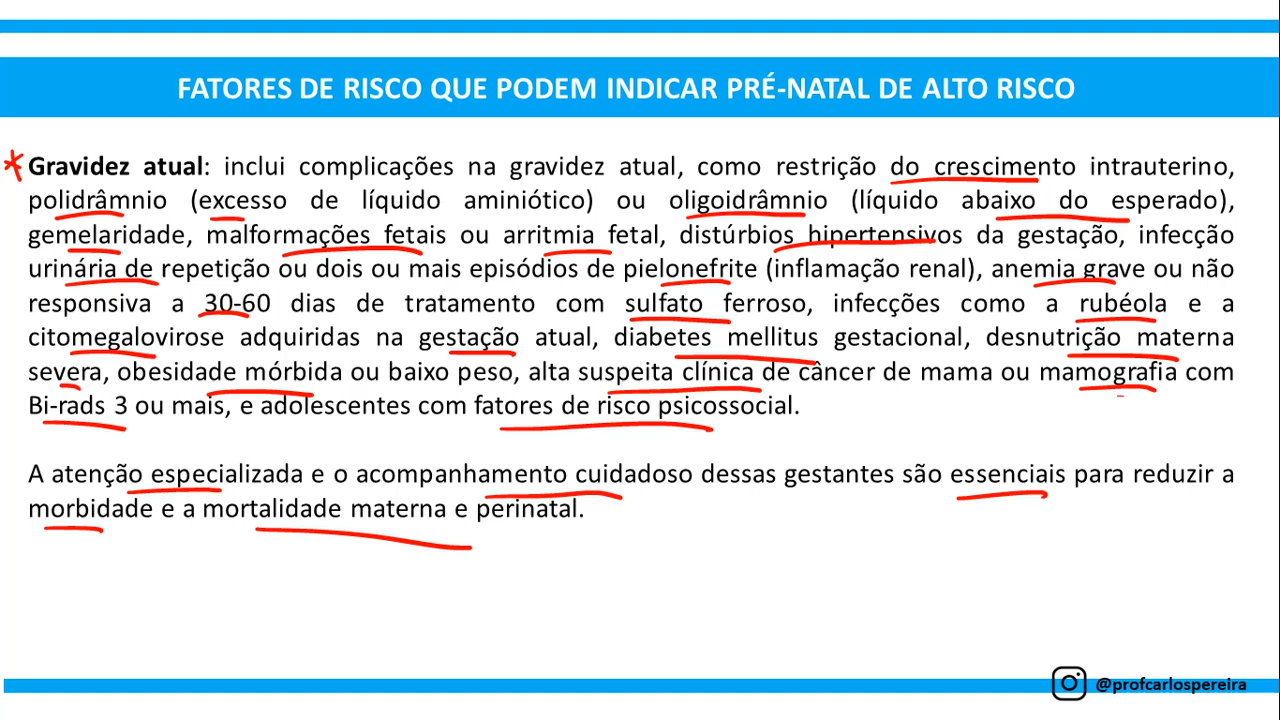 FATORES DE RISCO QUE PODEM INDICAR PRÉ-NATAL DE ALTO RISCO
Gravidez atual: inclui complicações na gravidez atual, como restrição do crescimento intrauterino,
polidrâmnio (excesso de líquido aminiótico) ou oligoidrâmnio (líquido abaixo do esperado),
gemelaridade, malformações fetais ou arritmia fetal, distúrbios hipertensivos da gestação, infecção
urinária de repetição ou dois ou mais episódios de pielonefrite (inflamação renal), anemia grave ou não
responsiva a 30-60 dias de tratamento com sulfato ferroso, infecções como a rubéola e a
citomegalovirose adquiridas na gestação atual, diabetes mellitus gestacional, desnutrição materna
severa, obesidade mórbida ou baixo peso, alta suspeita clínica de câncer de mama ou mamografia com
Bi-rads 3 ou mais, e adolescentes com fatores de risco psicossocial.
A atenção especializada e o acompanhamento cuidadoso dessas gestantes são essenciais para reduzir a
morbidade e a mortalidade materna e perinatal.
@profcarlospereira